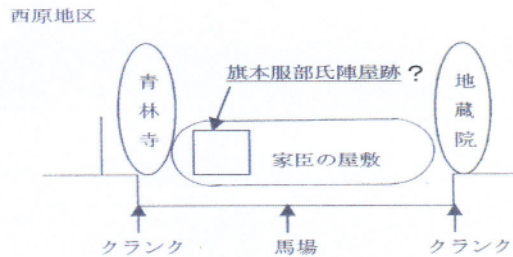 西原地区
旗本服部氏陣屋跡？
青林寺
地蔵院
家臣の屋敷
クランク
馬場
クランク